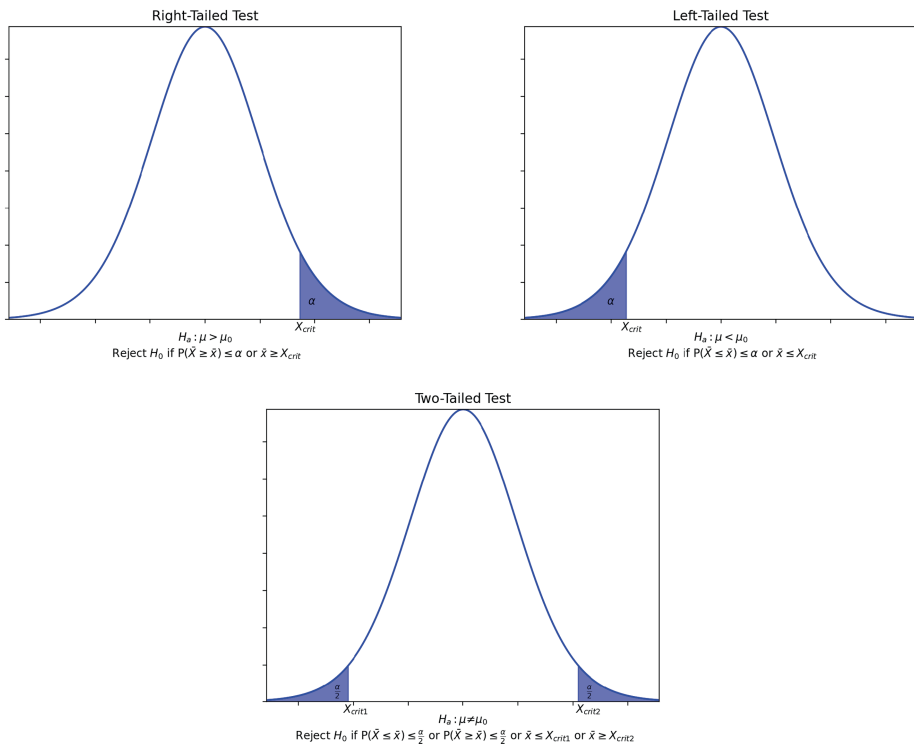 Right-Tailed Test
α
X_crit
H_a : μ > μ_0
Reject H_0 if P(X̄ ≥ x̄) ≤ α or x̄ ≥ X_crit
Left-Tailed Test
α
X_crit
H_a : μ < μ_0
Reject H_0 if P(X̄ ≤ x̄) ≤ α or x̄ ≤ X_crit
Two-Tailed Test
α/2
α/2
X_crit1
X_crit2
H_a : μ≠μ_0
Reject H_0 if P(X̄ ≤ x̄) ≤ α/2 or P(X̄ ≥ x̄) ≤ α/2 or x̄ ≤ X_crit1 or x̄ ≥ X_crit2